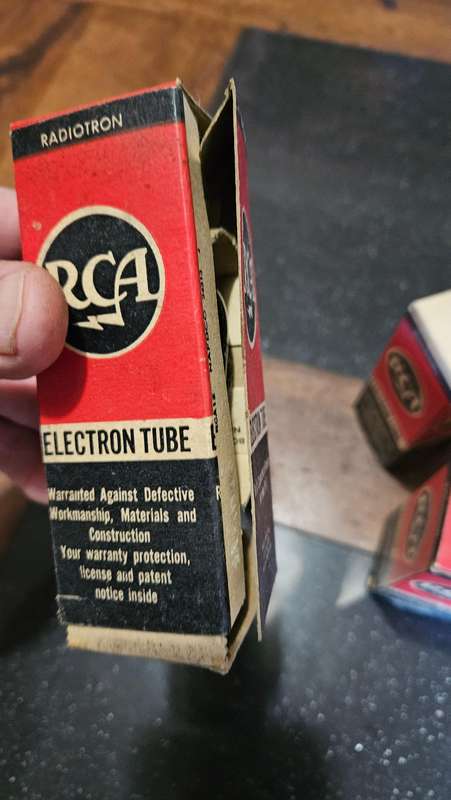 RADIOTRON
RCA
ELECTRON TUBE
Warranted Against Defective
Workmanship, Materials and
Construction
Your warranty protection,
license and patent
notice inside
RCA